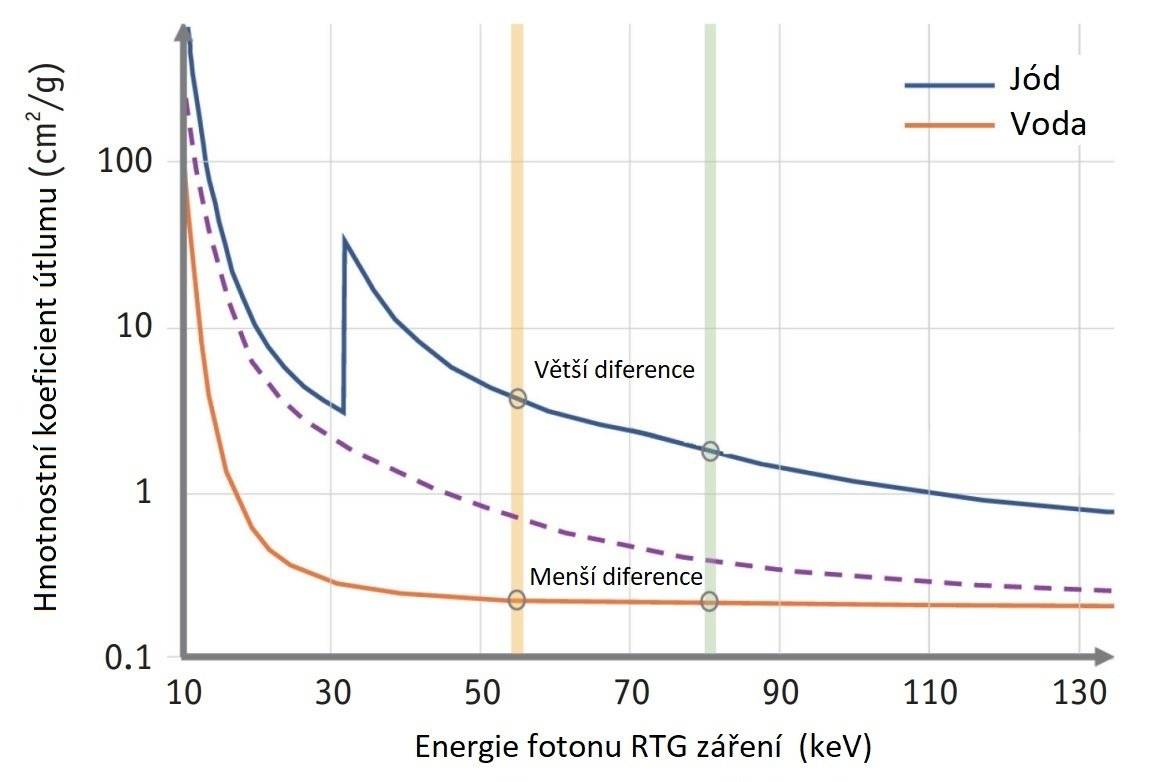 Hmotnostní koeficient útlumu (cm²/g)
100
10
1
0.1
Jód
Voda
Větší diference
Menší diference
10 30 50 70 90 110 130
Energie fotonu RTG záření (keV)